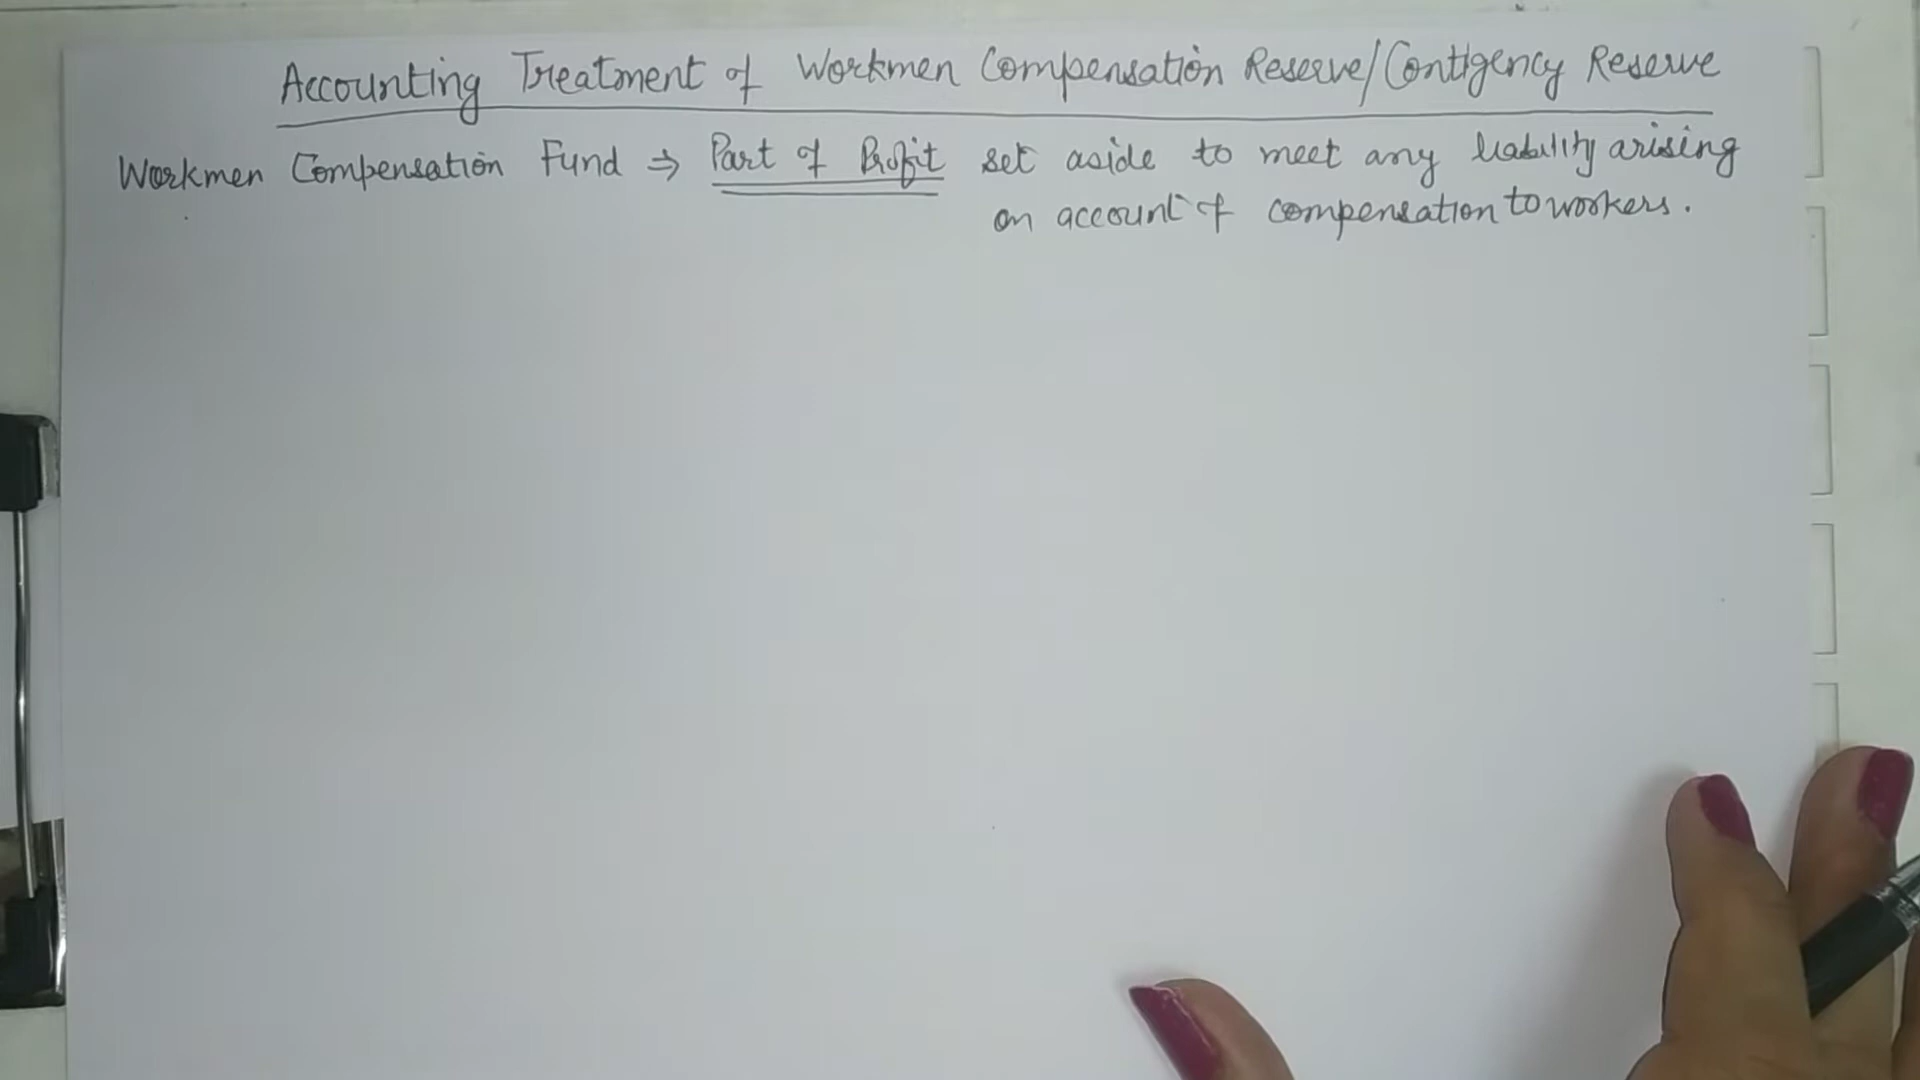 Accounting Treatment of Workmen Compensation Reserve/Contigency Reserve
Workmen Compensation Fund ⇒ Part of Profit set aside to meet any liability arising
on account of compensation to workers.